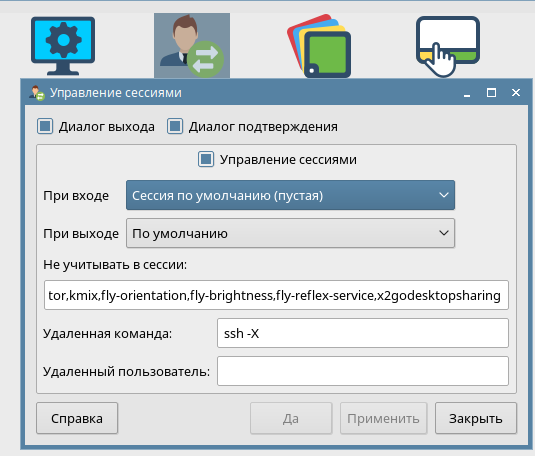 Управление сессиями
Диалог выхода Диалог подтверждения
Управление сессиями
При входе Сессия по умолчанию (пустая)
При выходе По умолчанию
Не учитывать в сессии:
tor,kmix,fly-orientation,fly-brightness,fly-reflex-service,x2godesktopsharing
Удаленная команда: ssh -X
Удаленный пользователь:
Справка Да Применить Закрыть